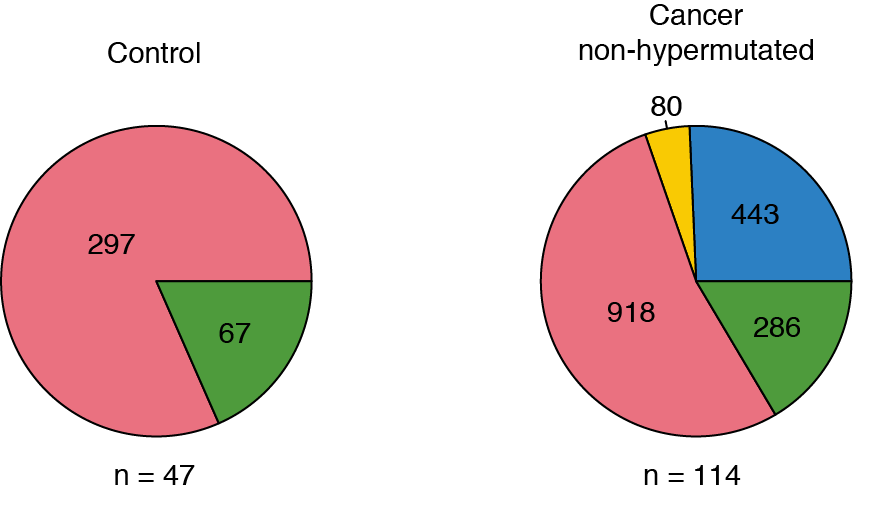 Control
297
67
n = 47
Cancer
non-hypermutated
80
443
918
286
n = 114